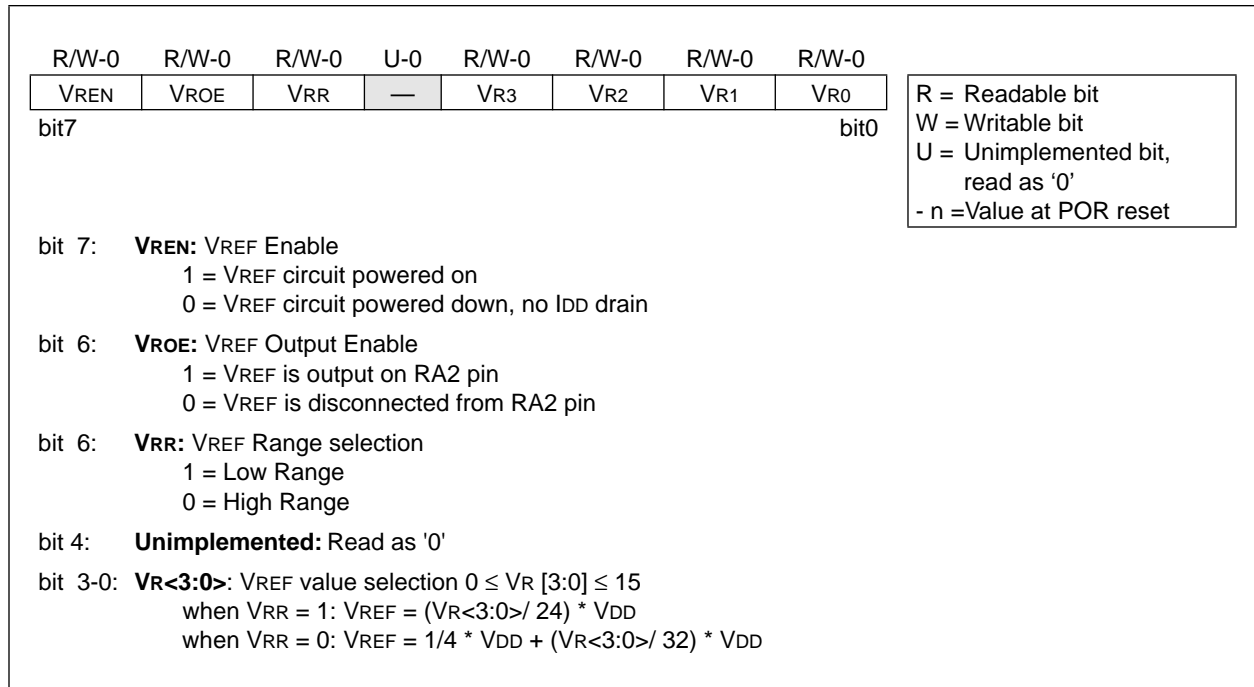 R/W-0 R/W-0 R/W-0 U-0 R/W-0 R/W-0 R/W-0 R/W-0
VREN VROE VRR — VR3 VR2 VR1 VR0
bit7 bit0
R = Readable bit
W = Writable bit
U = Unimplemented bit,
read as ‘0’
- n =Value at POR reset
bit 7: VREN: VREF Enable
1 = VREF circuit powered on
0 = VREF circuit powered down, no IDD drain
bit 6: VROE: VREF Output Enable
1 = VREF is output on RA2 pin
0 = VREF is disconnected from RA2 pin
bit 6: VRR: VREF Range selection
1 = Low Range
0 = High Range
bit 4: Unimplemented: Read as '0'
bit 3-0: VR<3:0>: VREF value selection 0 ≤ VR [3:0] ≤ 15
when VRR = 1: VREF = (VR<3:0>/ 24) * VDD
when VRR = 0: VREF = 1/4 * VDD + (VR<3:0>/ 32) * VDD